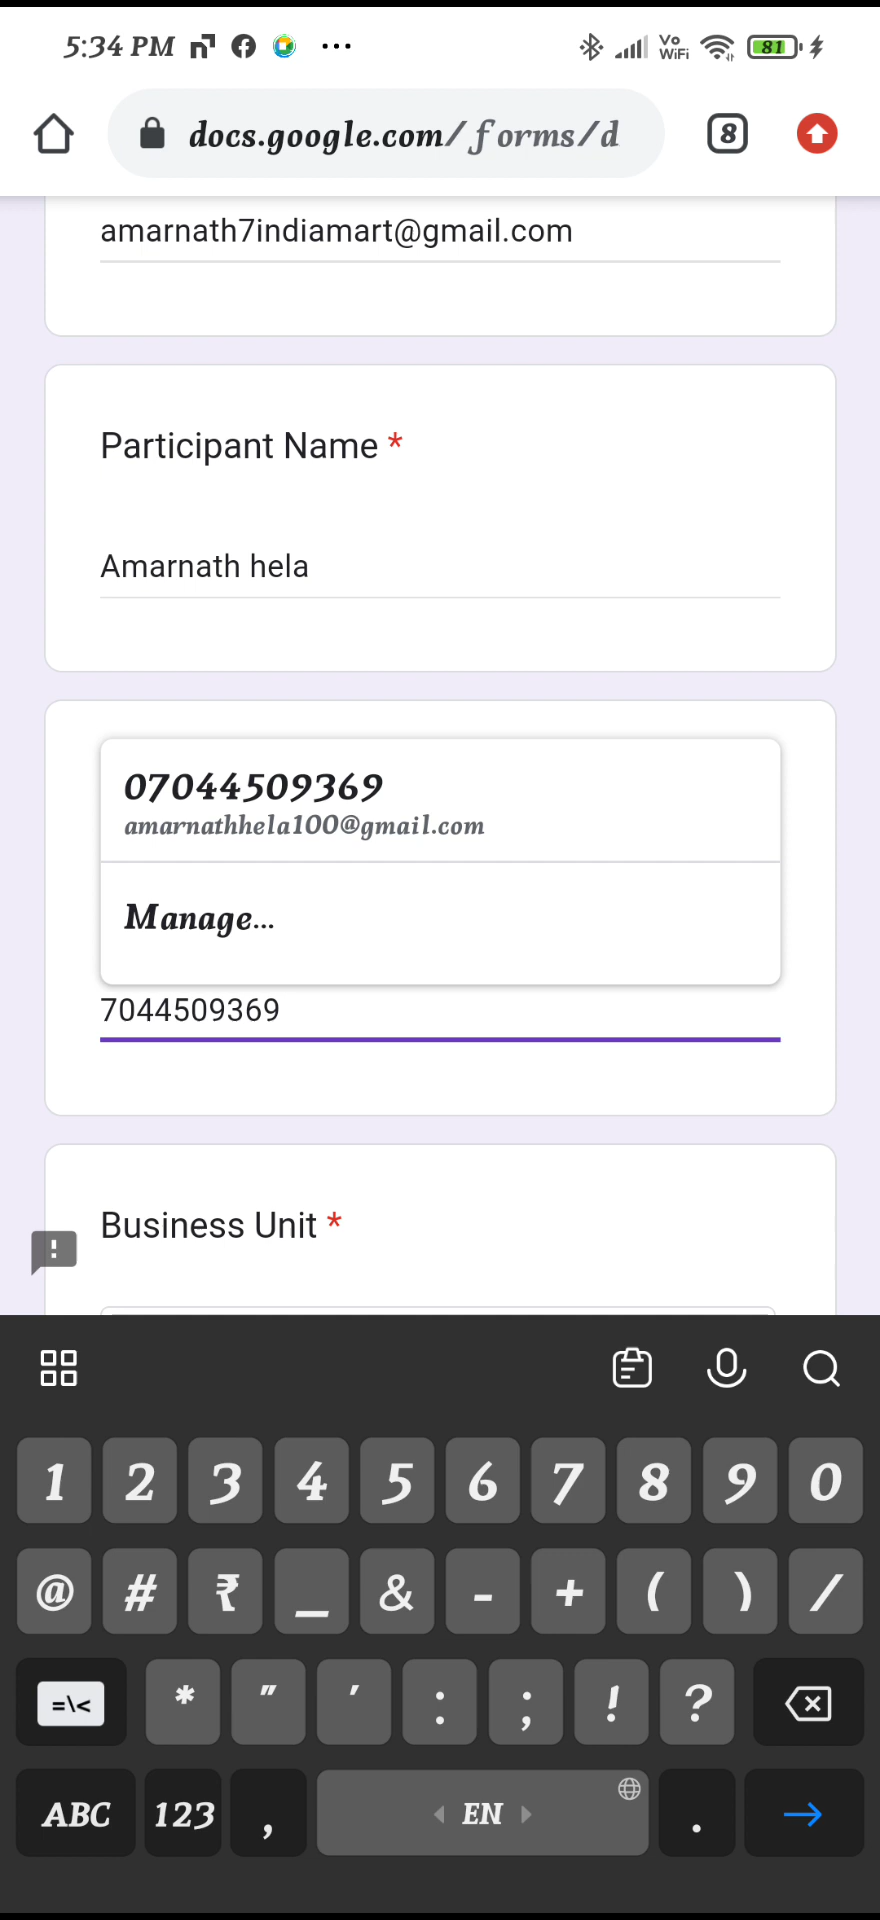 5:34 PM
Vo
WiFi
81
docs.google.com/forms/d
8
amarnath7indiamart@gmail.com
Participant Name *
Amarnath hela
07044509369
amarnathhela100@gmail.com
Manage...
7044509369
Business Unit *
1 2 3 4 5 6 7 8 9 0
@ # ₹ _ & - + ( ) /
=\< * " ' : ; ! ?
ABC 123 , EN .